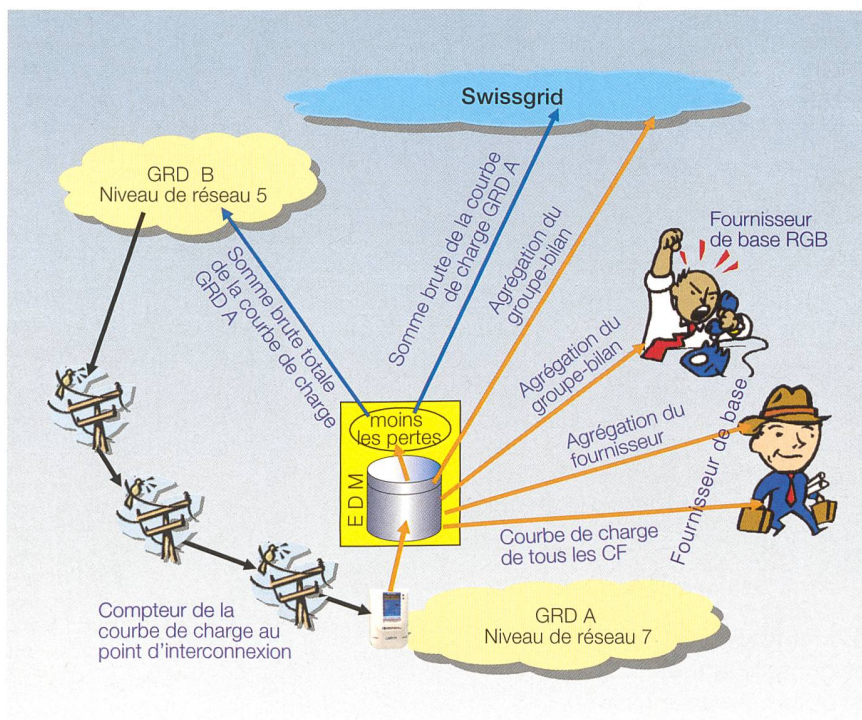 Swissgrid
GRD B
Niveau de réseau 5
Somme brute totale
de la courbe de charge
GRD A
Somme brute de la courbe
de charge GRD A
Agrégation du
groupe-bilan
Fournisseur
de base RGB
Agrégation du
groupe-bilan
Agrégation du
fournisseur
Fournisseur de base
Courbe de charge
de tous les CF
moins
les pertes
EDM
Compteur de la
courbe de charge au
point d'interconnexion
GRD A
Niveau de réseau 7